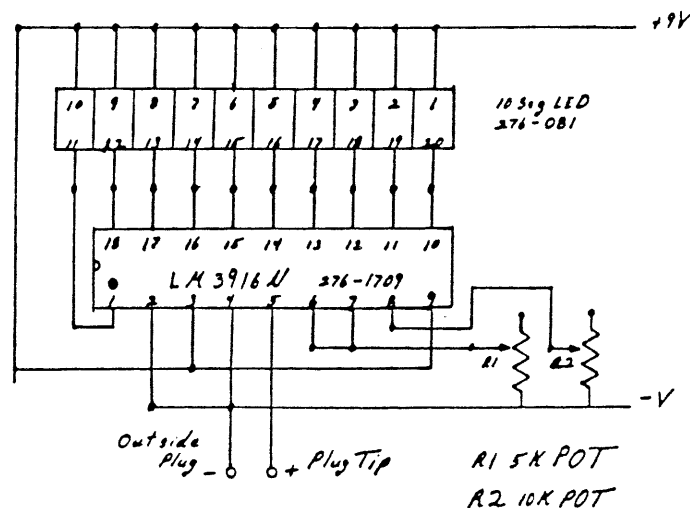 +9V
10 9 8 7 6 5 4 3 2 1
10 Seg LED
276-081
11 12 13 14 15 16 17 18 19 20
18 17 16 15 14 13 12 11 10
LM3916N 276-1709
1 2 3 4 5 6 7 8 9
R1 R2
-V
Outside
Plug - + Plug Tip
R1 5K POT
R2 10K POT